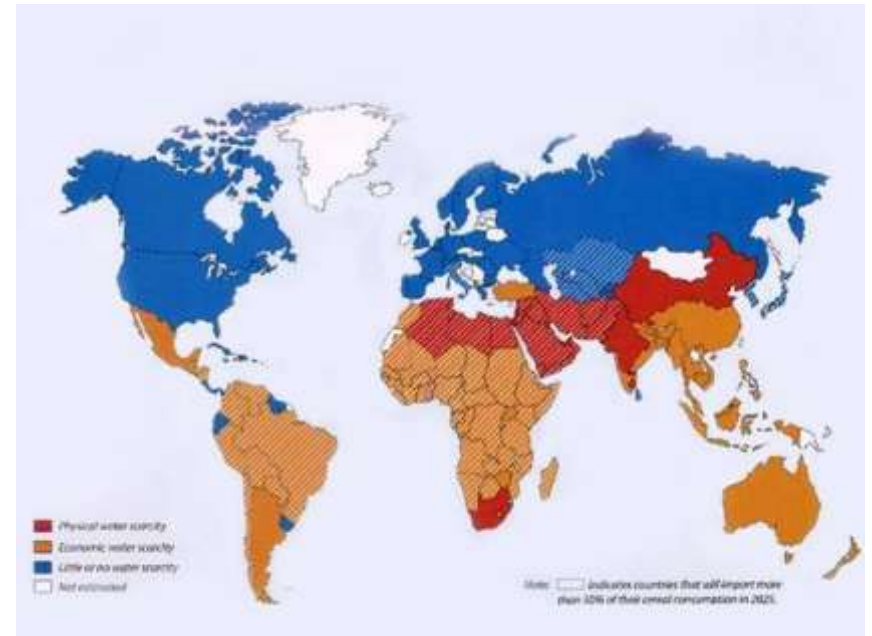 Physical water scarcity
Economic water scarcity
Little or no water scarcity
Not estimated
Note: indicates countries that will import more
than 10% of their cereal consumption in 2025.